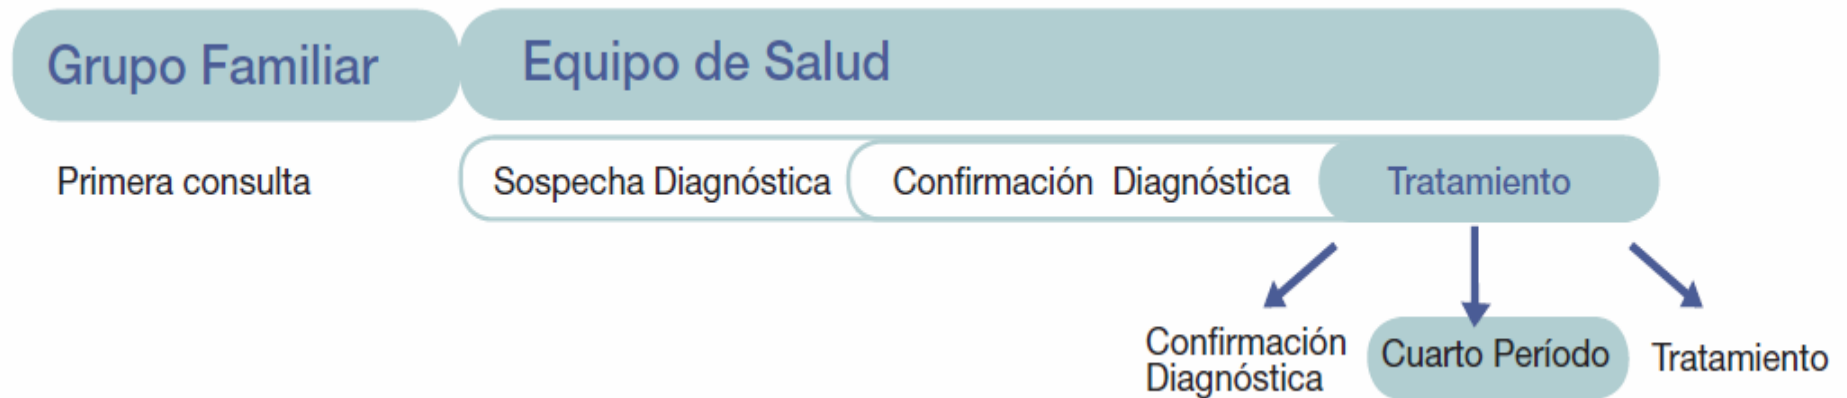 Grupo Familiar
Equipo de Salud
Primera consulta
Sospecha Diagnóstica
Confirmación Diagnóstica
Tratamiento
Confirmación
Diagnóstica
Cuarto Período
Tratamiento